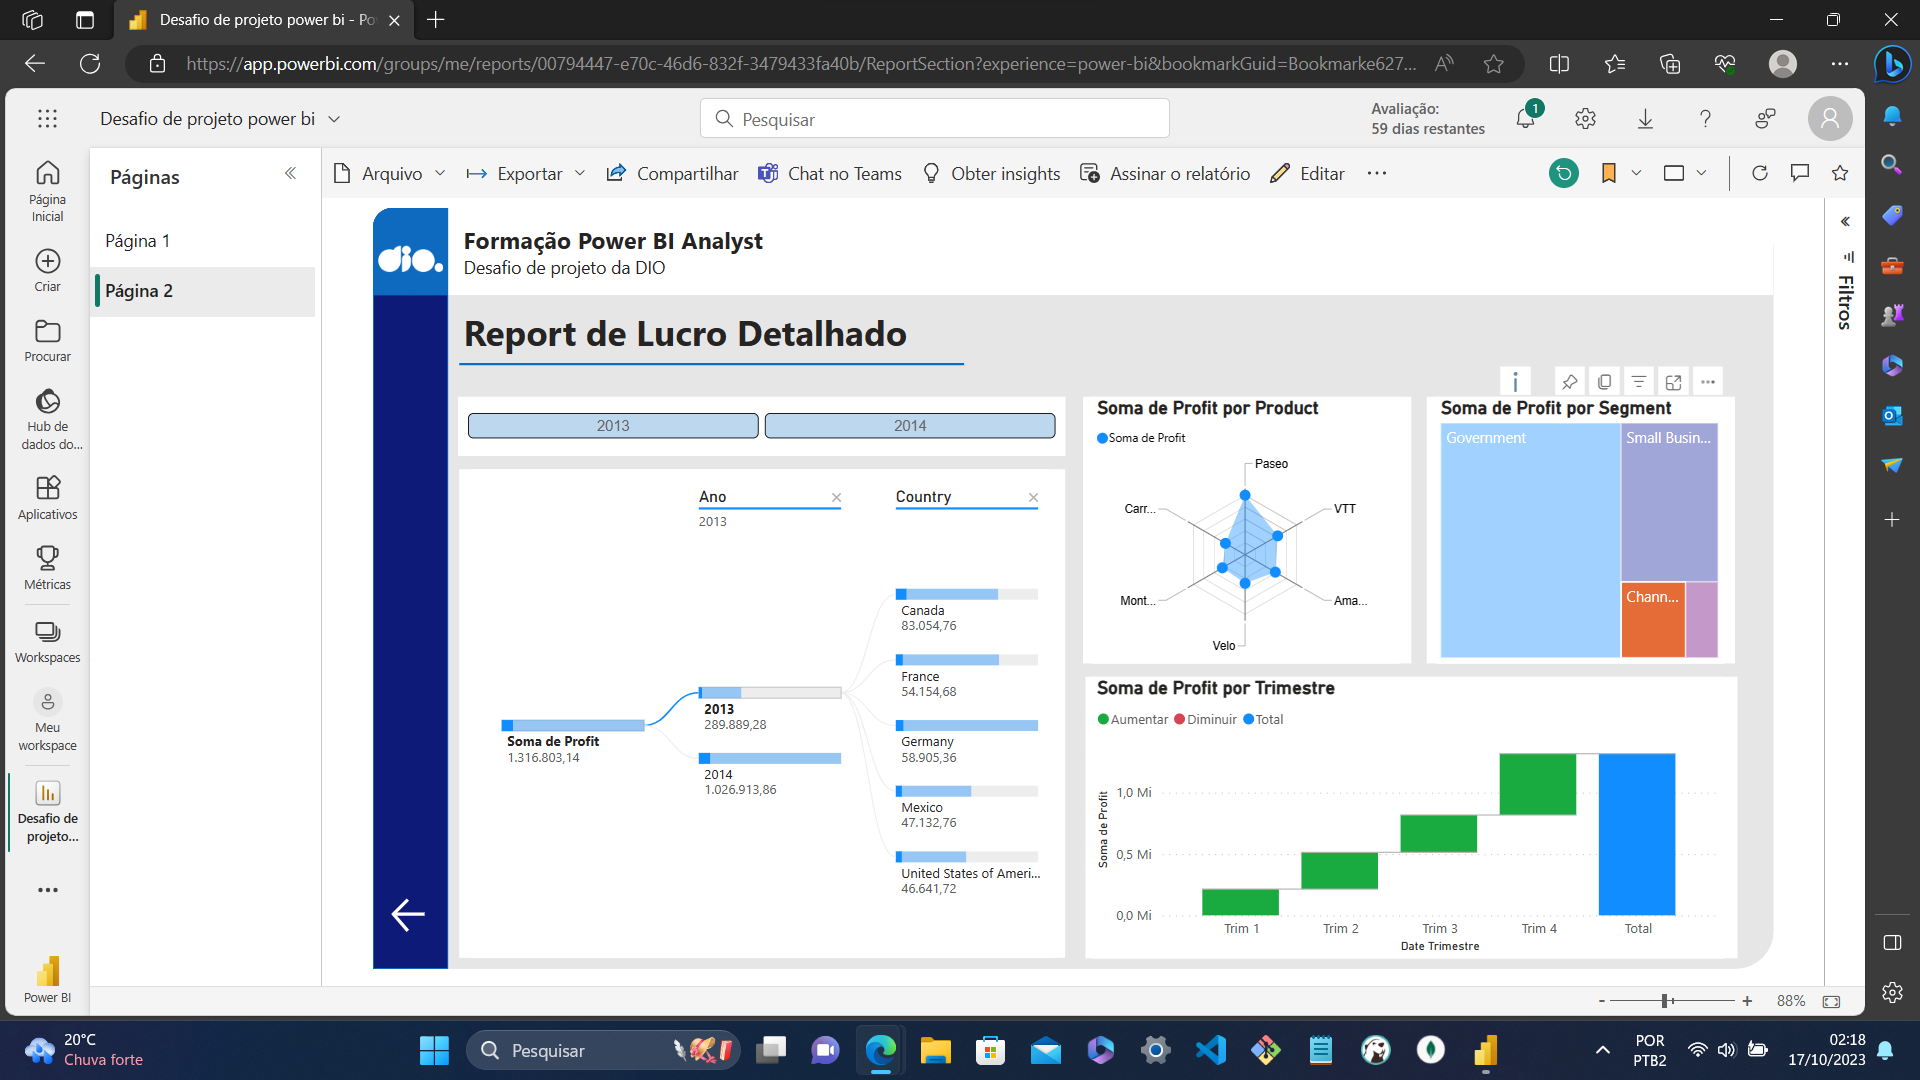 Desafio de projeto power bi - Po
https://app.powerbi.com/groups/me/reports/00794447-e70c-46d6-832f-3479433fa40b/ReportSection?experience=power-bi&bookmarkGuid=Bookmarke627...
Desafio de projeto power bi
Pesquisar
Avaliação:
59 dias restantes
1
Página
Inicial
Criar
Procurar
Hub de
dados do...
Aplicativos
Métricas
Workspaces
Meu
workspace
Desafio de
projeto...
Power BI
Páginas
Página 1
Página 2
Arquivo
Exportar
Compartilhar
Chat no Teams
Obter insights
Assinar o relatório
Editar
Filtros
dio.
Formação Power BI Analyst
Desafio de projeto da DIO
Report de Lucro Detalhado
2013
2014
Ano
2013
Country
Soma de Profit
1.316.803,14
2013
289.889,28
2014
1.026.913,86
Canada
83.054,76
France
54.154,68
Germany
58.905,36
Mexico
47.132,76
United States of Ameri...
46.641,72
Soma de Profit por Product
Soma de Profit
Paseo
VTT
Ama...
Velo
Mont...
Carr...
Soma de Profit por Segment
Government
Small Busin...
Chann...
Soma de Profit por Trimestre
Aumentar Diminuir Total
Soma de Profit
1,0 Mi
0,5 Mi
0,0 Mi
Trim 1
Trim 2
Trim 3
Trim 4
Total
Date Trimestre
- + 88%
20°C
Chuva forte
Pesquisar
POR
PTB2
02:18
17/10/2023